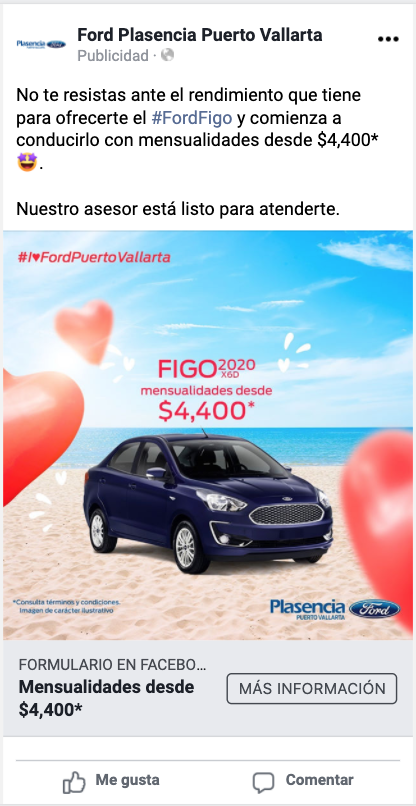 Plasencia Ford
Ford Plasencia Puerto Vallarta
Publicidad ·
No te resistas ante el rendimiento que tiene
para ofrecerte el #FordFigo y comienza a
conducirlo con mensualidades desde $4,400*
🤩.
Nuestro asesor está listo para atenderte.
#I♥FordPuertoVallarta
FIGO 2020
X6D
mensualidades desde
$4,400*
*Consulta términos y condiciones.
Imagen de carácter ilustrativo
Plasencia Ford
PUERTO VALLARTA
FORMULARIO EN FACEBO...
Mensualidades desde
$4,400*
MÁS INFORMACIÓN
Me gusta
Comentar